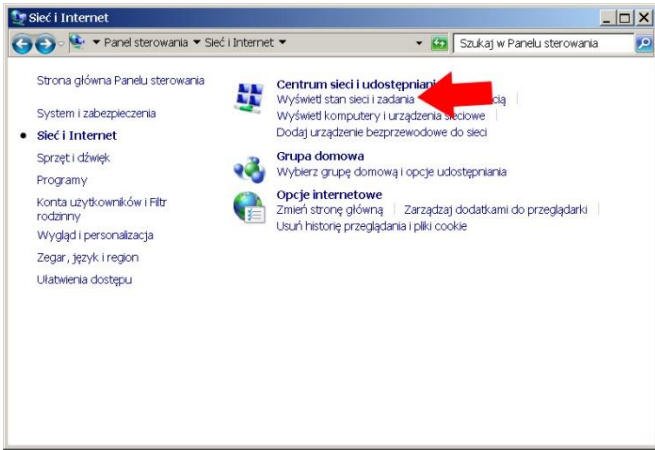 Sieć i Internet
Panel sterowania Sieć i Internet Szukaj w Panelu sterowania
Strona główna Panelu sterowania
System i zabezpieczenia
Sieć i Internet
Sprzęt i dźwięk
Programy
Konta użytkowników i Filtr
rodzinny
Wygląd i personalizacja
Zegar, język i region
Ułatwienia dostępu
Centrum sieci i udostępniani
Wyświetl stan sieci i zadania cią
Wyświetl komputery i urządzenia sieciowe
Dodaj urządzenie bezprzewodowe do sieci
Grupa domowa
Wybierz grupę domową i opcje udostępniania
Opcje internetowe
Zmień stronę główną Zarządzaj dodatkami do przeglądarki
Usuń historię przeglądania i pliki cookie